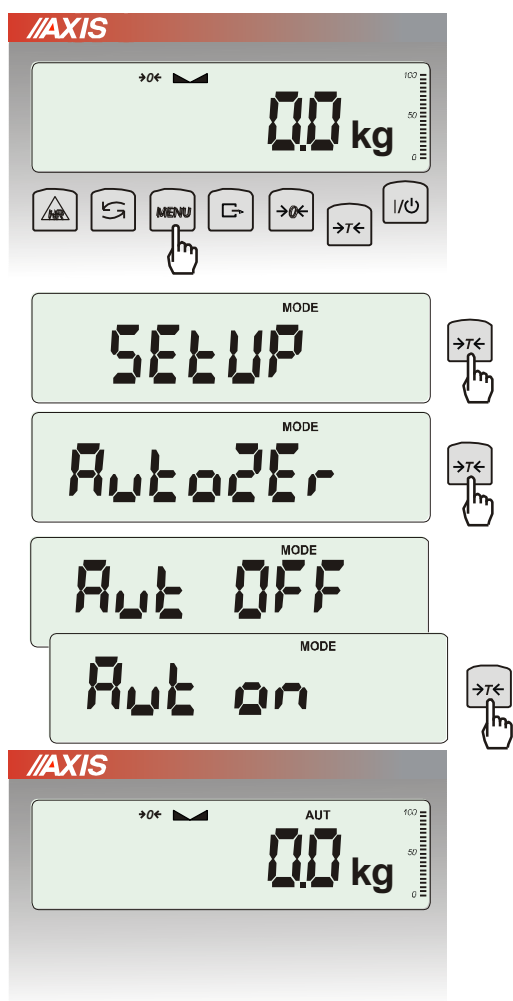 AXIS
→0← 100
0.0 kg 50
0
HR MENU →0← →T← I/
MODE
SEtUP
→T←
MODE
AutoZEr
→T←
MODE
Aut OFF
MODE
Aut on
→T←
AXIS
→0← AUT 100
0.0 kg 50
0